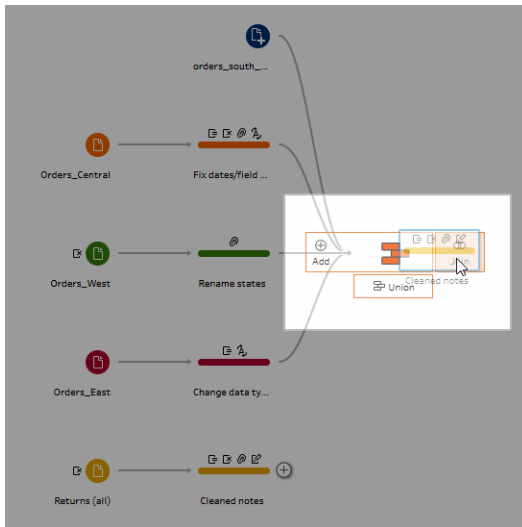 orders_south_...
Orders_Central
Fix dates/field ...
Add
Join
Union
Cleaned notes
Orders_West
Rename states
Orders_East
Change data ty...
Returns (all)
Cleaned notes